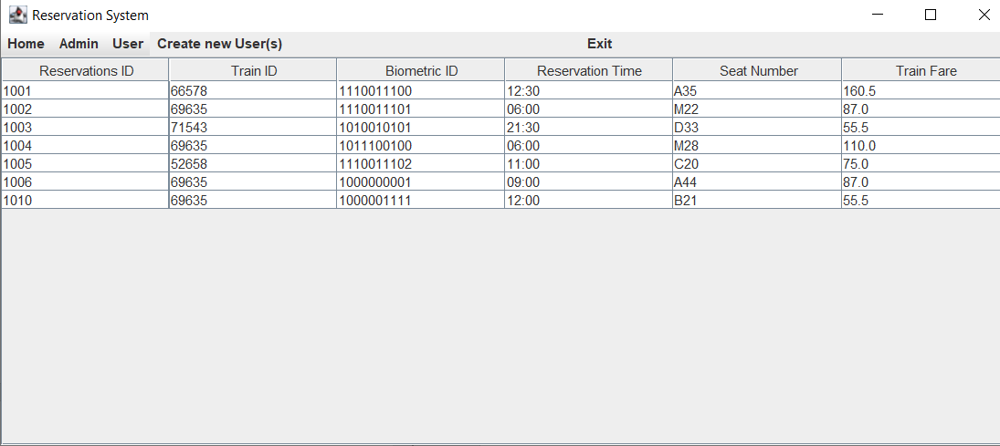 Reservation System
Home Admin User Create new User(s) Exit
Reservations ID Train ID Biometric ID Reservation Time Seat Number Train Fare
1001 66578 1110011100 12:30 A35 160.5
1002 69635 1110011101 06:00 M22 87.0
1003 71543 1010010101 21:30 D33 55.5
1004 69635 1011100100 06:00 M28 110.0
1005 52658 1110011102 11:00 C20 75.0
1006 69635 1000000001 09:00 A44 87.0
1010 69635 1000001111 12:00 B21 55.5